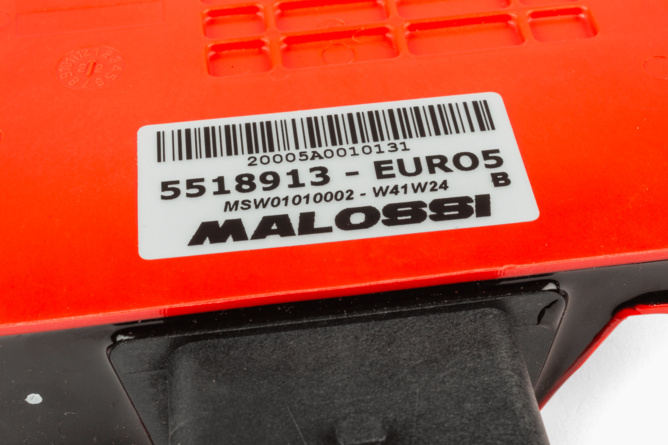 20005A0010131
5518913 - EURO5
B
MSW01010002 - W41W24
MALOSSI